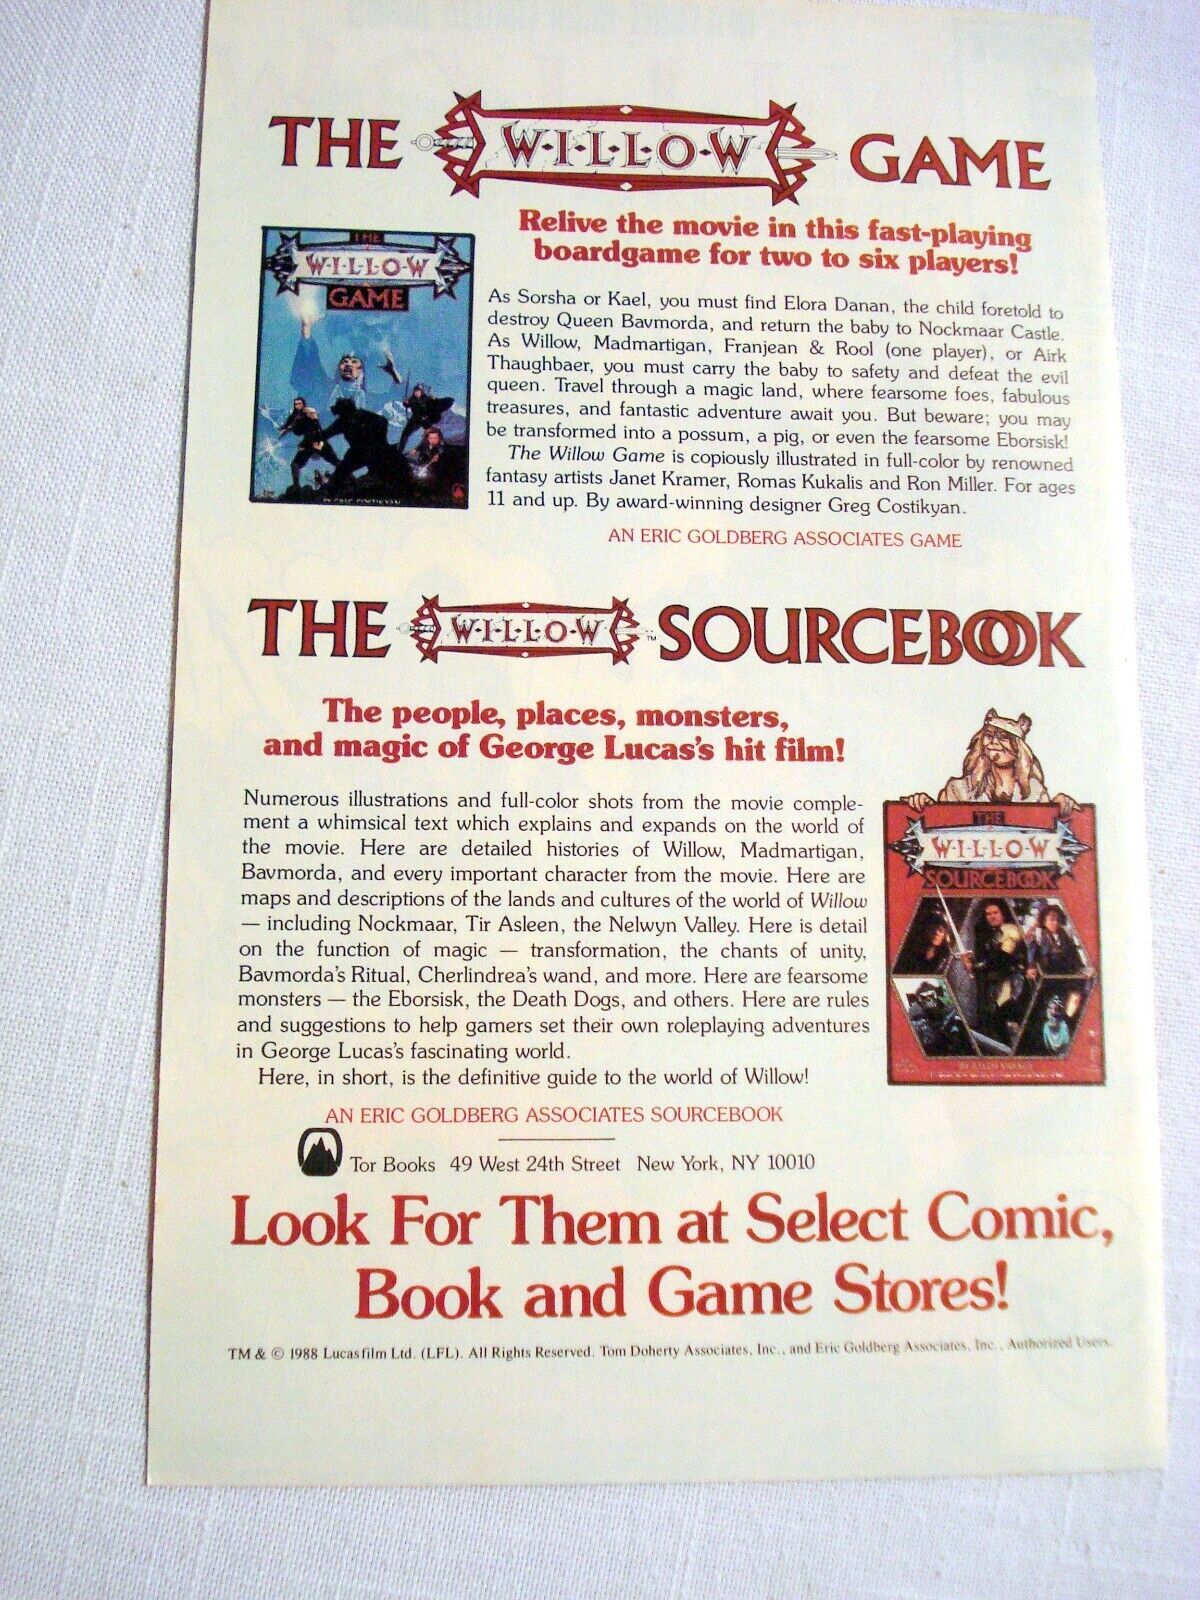 THE W·I·L·L·O·W GAME
Relive the movie in this fast-playing
boardgame for two to six players!
THE
W·I·L·L·O·W
GAME
As Sorsha or Kael, you must find Elora Danan, the child foretold to
destroy Queen Bavmorda, and return the baby to Nockmaar Castle.
As Willow, Madmartigan, Franjean & Rool (one player), or Airk
Thaughbaer, you must carry the baby to safety and defeat the evil
queen. Travel through a magic land, where fearsome foes, fabulous
treasures, and fantastic adventure await you. But beware; you may
be transformed into a possum, a pig, or even the fearsome Eborsisk!
The Willow Game is copiously illustrated in full-color by renowned
fantasy artists Janet Kramer, Romas Kukalis and Ron Miller. For ages
11 and up. By award-winning designer Greg Costikyan.
AN ERIC GOLDBERG ASSOCIATES GAME
THE W·I·L·L·O·W™ SOURCEBOOK
The people, places, monsters,
and magic of George Lucas's hit film!
Numerous illustrations and full-color shots from the movie comple-
ment a whimsical text which explains and expands on the world of
the movie. Here are detailed histories of Willow, Madmartigan,
Bavmorda, and every important character from the movie. Here are
maps and descriptions of the lands and cultures of the world of Willow
— including Nockmaar, Tir Asleen, the Nelwyn Valley. Here is detail
on the function of magic — transformation, the chants of unity,
Bavmorda's Ritual, Cherlindrea's wand, and more. Here are fearsome
monsters — the Eborsisk, the Death Dogs, and others. Here are rules
and suggestions to help gamers set their own roleplaying adventures
in George Lucas's fascinating world.
Here, in short, is the definitive guide to the world of Willow!
THE
W·I·L·L·O·W
SOURCEBOOK
AN ERIC GOLDBERG ASSOCIATES SOURCEBOOK
Tor Books 49 West 24th Street New York, NY 10010
Look For Them at Select Comic,
Book and Game Stores!
TM & © 1988 Lucasfilm Ltd. (LFL). All Rights Reserved. Tom Doherty Associates, Inc., and Eric Goldberg Associates, Inc., Authorized Users.